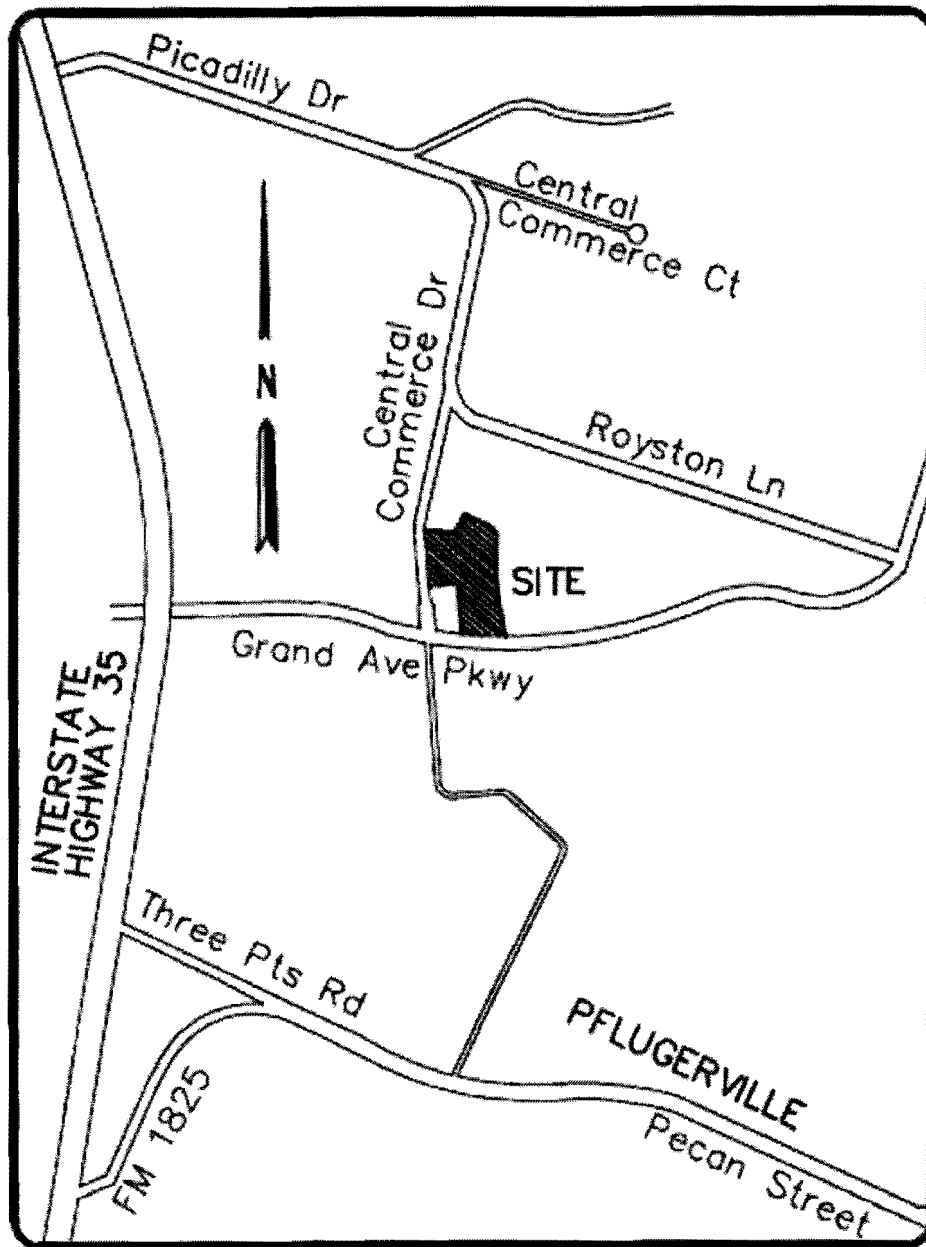 Picadilly Dr
Central
Commerce Ct
Central
Commerce Dr
N
Royston Ln
SITE
Grand Ave Pkwy
INTERSTATE
HIGHWAY 35
Three Pts Rd
PFLUGERVILLE
FM 1825
Pecan Street